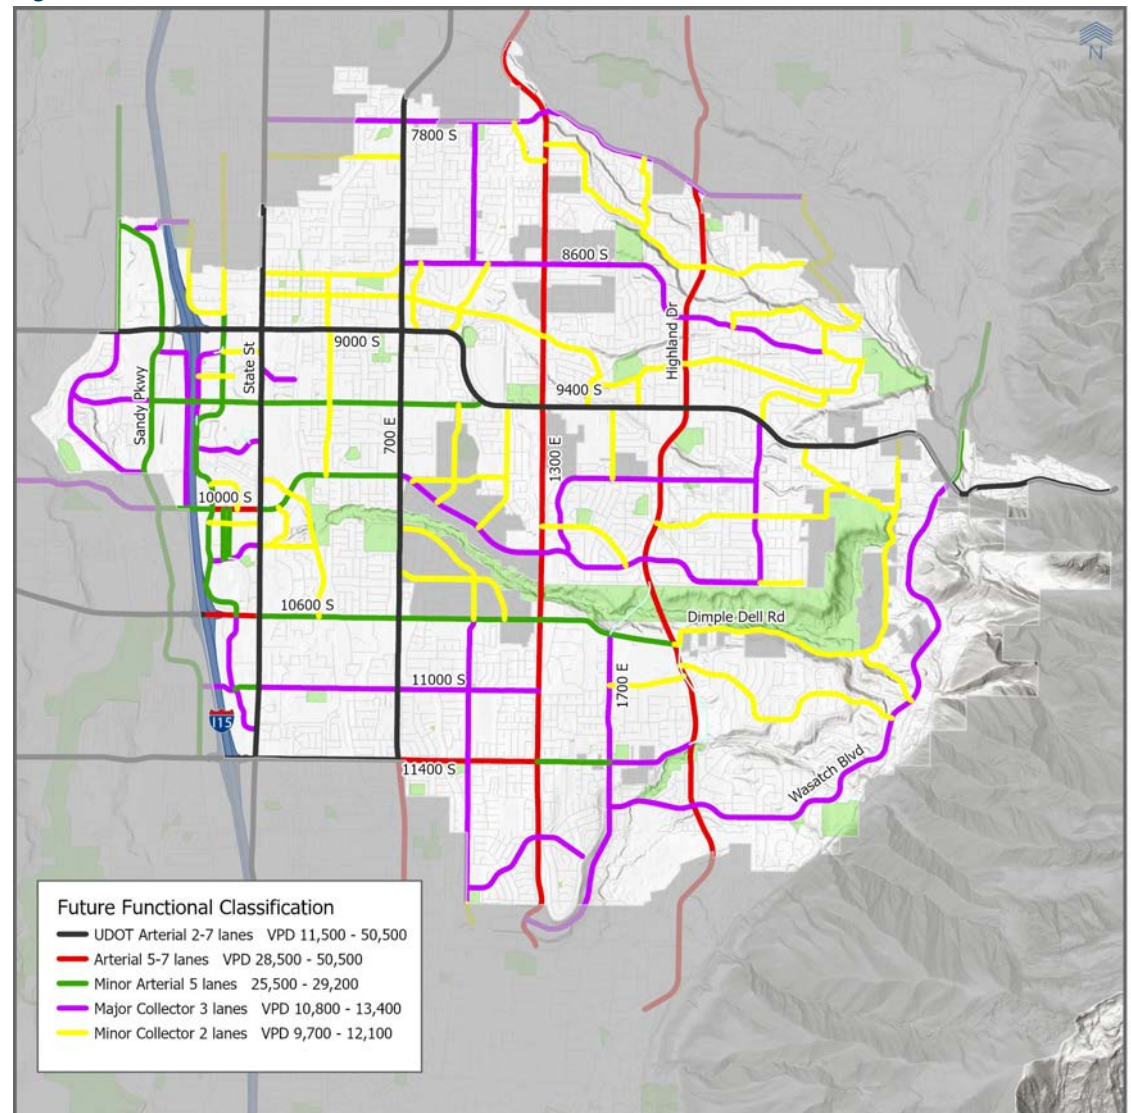 N
7800 S
8600 S
Highland Dr
9000 S
State St
9400 S
Sandy Pkwy
700 E
1300 E
10000 S
10600 S
Dimple Dell Rd
11000 S
1700 E
I15
11400 S
Wasatch Blvd
Future Functional Classification
UDOT Arterial 2-7 lanes VPD 11,500 - 50,500
Arterial 5-7 lanes VPD 28,500 - 50,500
Minor Arterial 5 lanes 25,500 - 29,200
Major Collector 3 lanes VPD 10,800 - 13,400
Minor Collector 2 lanes VPD 9,700 - 12,100